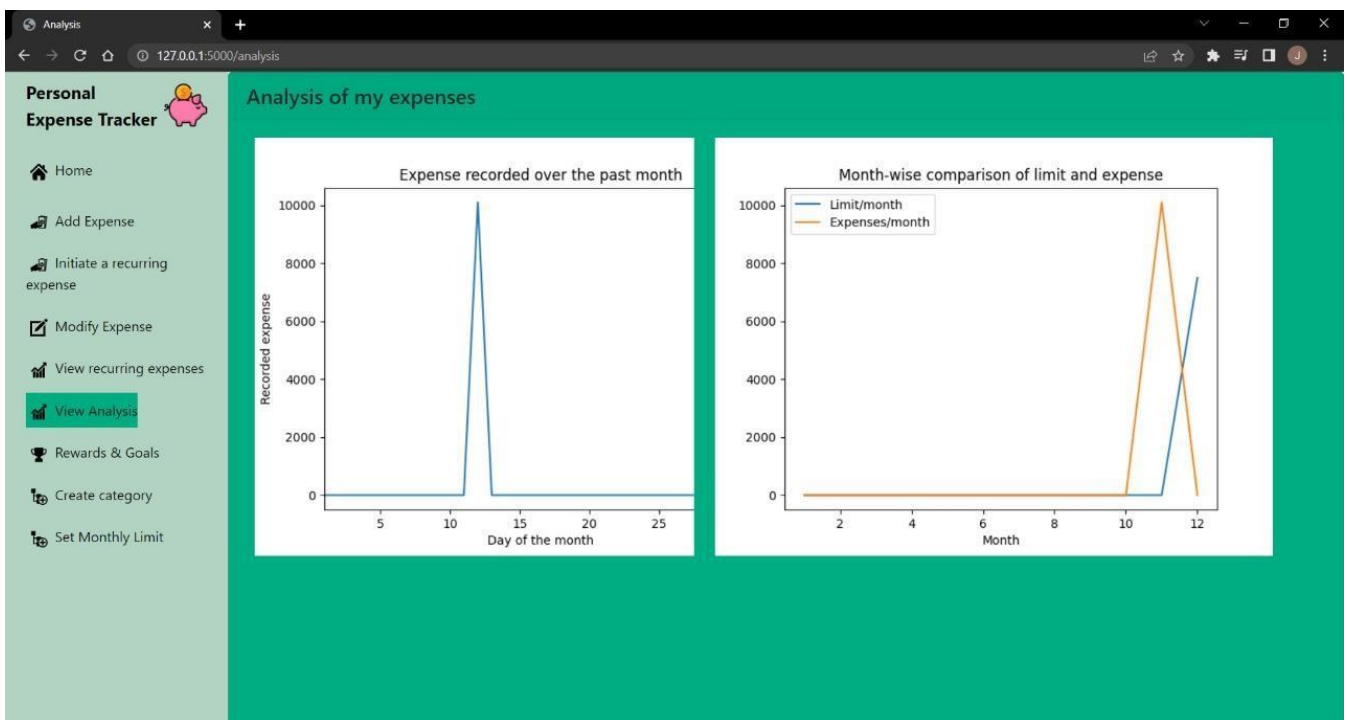 Analysis
127.0.0.1:5000/analysis
J
Personal
Expense Tracker
Home
Add Expense
Initiate a recurring
expense
Modify Expense
View recurring expenses
View Analysis
Rewards & Goals
Create category
Set Monthly Limit
Analysis of my expenses
Expense recorded over the past month
10000
8000
6000
4000
2000
0
Recorded expense
5 10 15 20 25
Day of the month
Month-wise comparison of limit and expense
Limit/month
Expenses/month
10000
8000
6000
4000
2000
0
2 4 6 8 10 12
Month